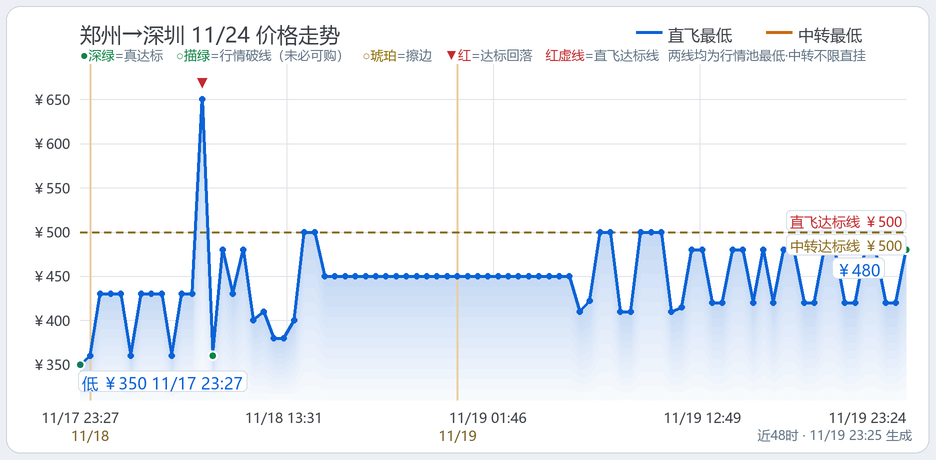 郑州→深圳 11/24 价格走势
直飞最低 中转最低
●深绿=真达标 ○描绿=行情破线（未必可购） ○琥珀=擦边 ▼红=达标回落 红虚线=直飞达标线 两线均为行情池最低·中转不限直挂
￥650
￥600
￥550
￥500
￥450
￥400
￥350
直飞达标线 ￥500
中转达标线 ￥500
￥480
低 ￥350 11/17 23:27
11/17 23:27 11/18 13:31 11/19 01:46 11/19 12:49 11/19 23:24
11/18 11/19
近48时 · 11/19 23:25 生成